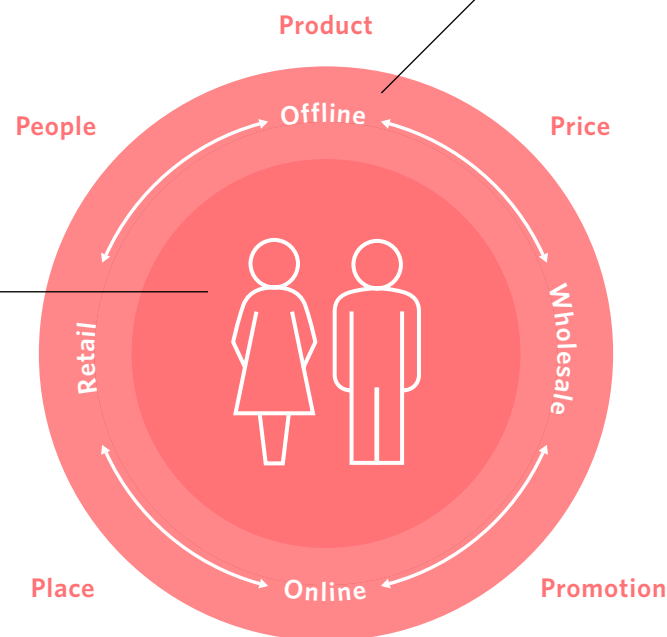 Product
People
Offline
Price
Retail
Wholesale
Place
Online
Promotion